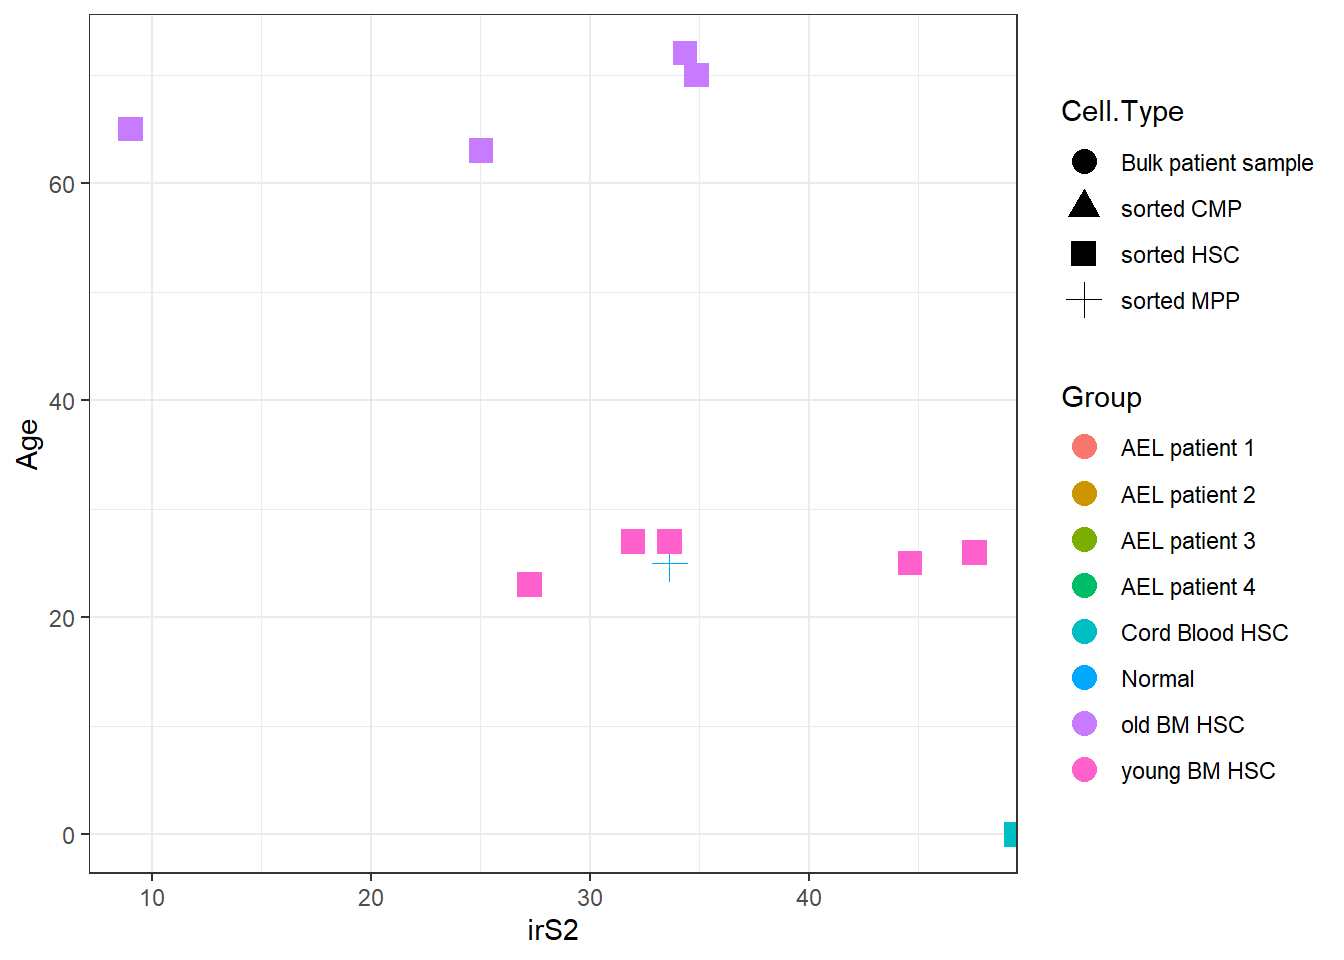 60
40
20
0
Age
10 20 30 40
irS2
Cell.Type
Bulk patient sample
sorted CMP
sorted HSC
sorted MPP
Group
AEL patient 1
AEL patient 2
AEL patient 3
AEL patient 4
Cord Blood HSC
Normal
old BM HSC
young BM HSC